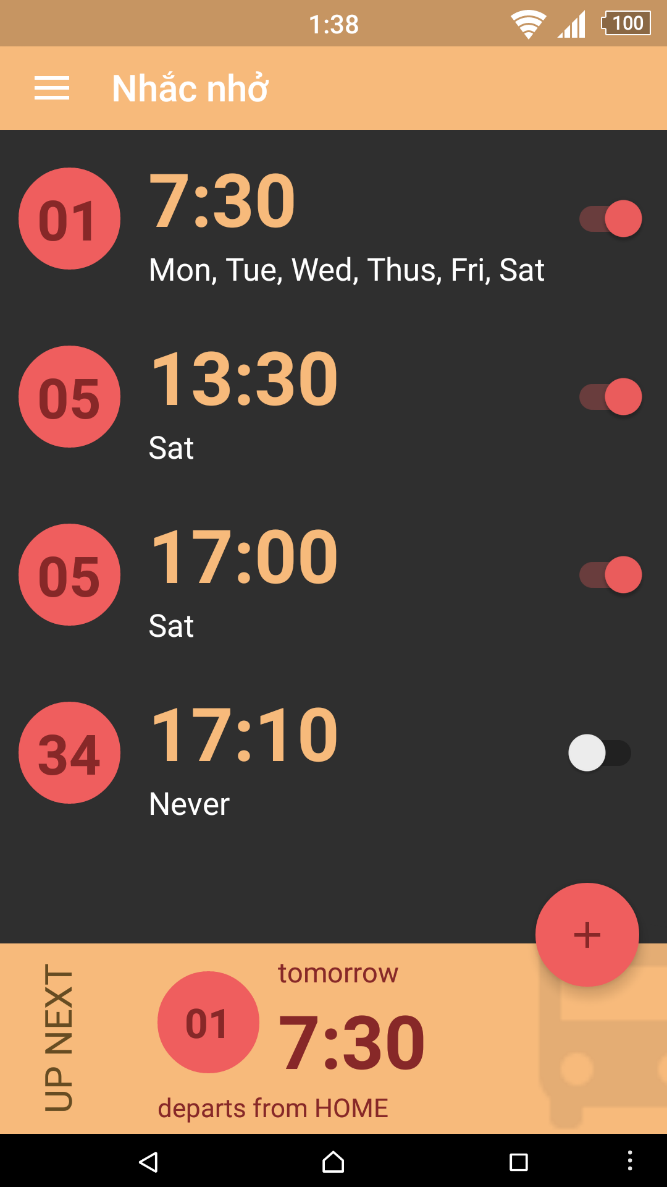 1:38
100
Nhắc nhở
01
7:30
Mon, Tue, Wed, Thus, Fri, Sat
05
13:30
Sat
05
17:00
Sat
34
17:10
Never
+
UP NEXT
tomorrow
01
7:30
departs from HOME